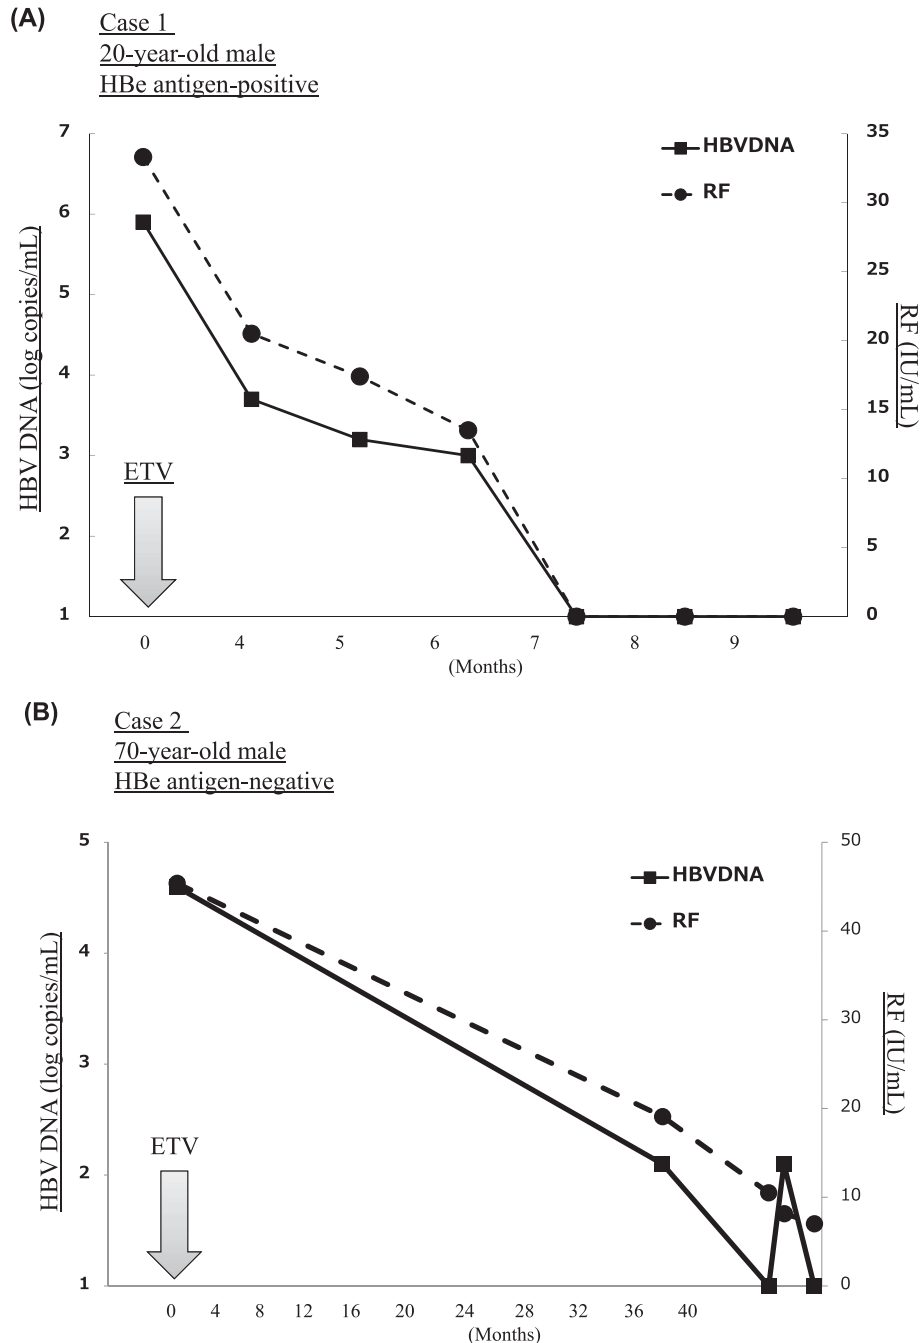 (A)
Case 1
20-year-old male
HBe antigen-positive
HBV DNA (log copies/mL)
7
6
5
4
3
2
1
HBVDNA
RF
35
30
25
20
15
10
5
0
RF (IU/mL)
ETV
0 4 5 6 7 8 9
(Months)
(B)
Case 2
70-year-old male
HBe antigen-negative
HBV DNA (log copies/mL)
5
4
3
2
1
HBVDNA
RF
50
40
30
20
10
0
RF (IU/mL)
ETV
0 4 8 12 16 20 24 28 32 36 40
(Months)